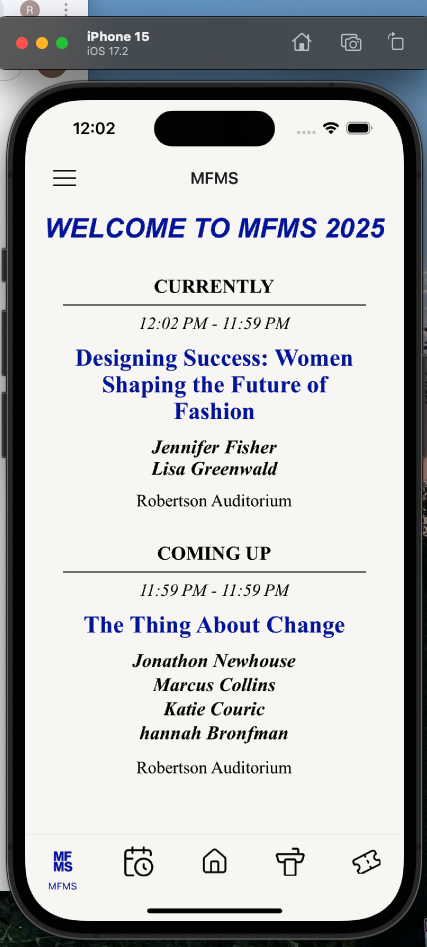 R
iPhone 15
iOS 17.2
12:02
MFMS
WELCOME TO MFMS 2025
CURRENTLY
12:02 PM - 11:59 PM
Designing Success: Women
Shaping the Future of
Fashion
Jennifer Fisher
Lisa Greenwald
Robertson Auditorium
COMING UP
11:59 PM - 11:59 PM
The Thing About Change
Jonathon Newhouse
Marcus Collins
Katie Couric
hannah Bronfman
Robertson Auditorium
MF
MS
MFMS